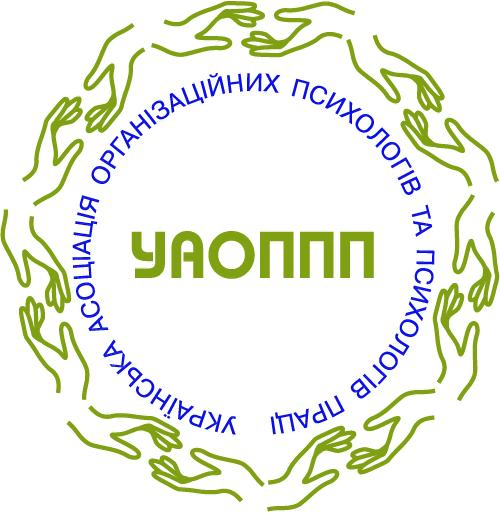 УКРАЇНСЬКА АСОЦІАЦІЯ ОРГАНІЗАЦІЙНИХ ПСИХОЛОГІВ ТА ПСИХОЛОГІВ ПРАЦІ
УАОППП